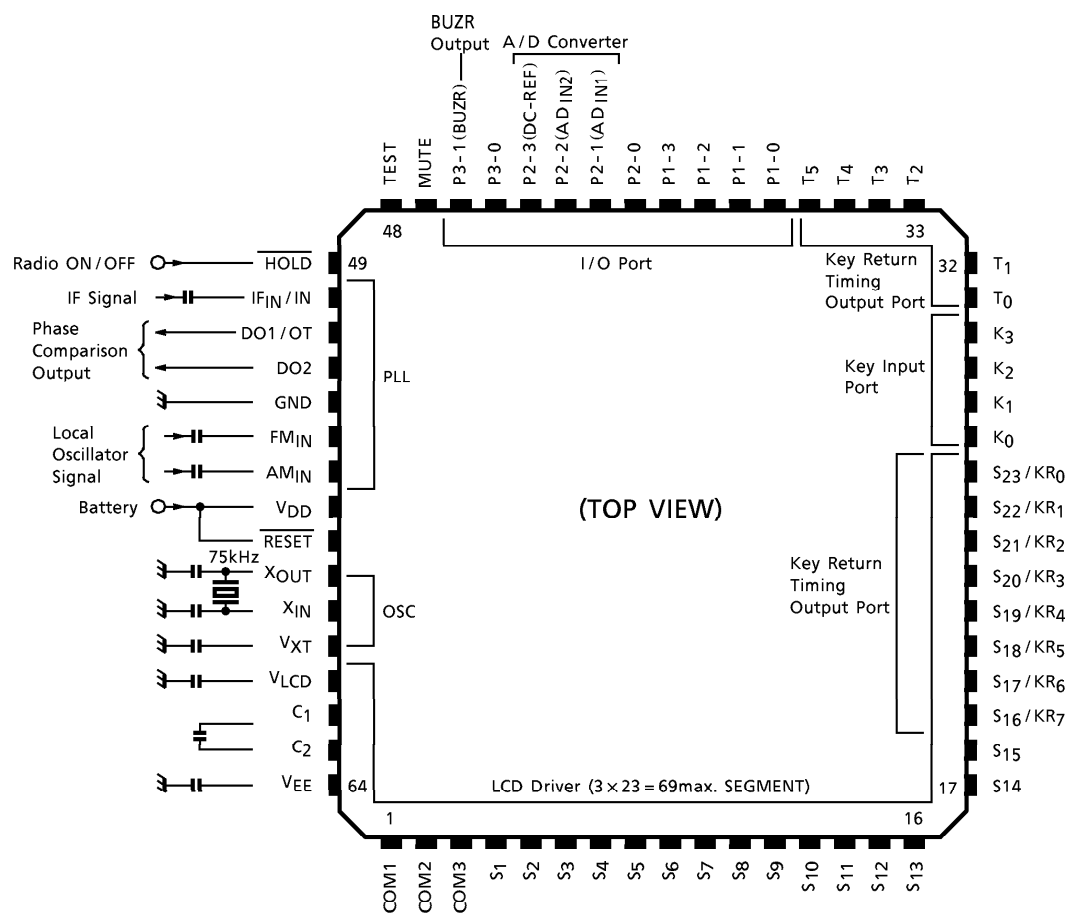 BUZR
Output
A/D Converter
TEST
MUTE
P3-1(BUZR)
P3-0
P2-3(DC-REF)
P2-2(ADIN2)
P2-1(ADIN1)
P2-0
P1-3
P1-2
P1-1
P1-0
T5
T4
T3
T2
48
33
I/O Port
Radio ON/OFF
HOLD
49
IF Signal
IFIN/IN
Phase
Comparison
Output
DO1/OT
DO2
GND
Local
Oscillator
Signal
FMIN
AMIN
Battery
VDD
RESET
75kHz
XOUT
XIN
VXT
VLCD
C1
C2
VEE
64
PLL
OSC
(TOP VIEW)
Key Return
Timing
Output Port
32
T1
T0
Key Input
Port
K3
K2
K1
K0
S23/KR0
S22/KR1
S21/KR2
S20/KR3
S19/KR4
S18/KR5
S17/KR6
S16/KR7
S15
S14
Key Return
Timing
Output Port
LCD Driver (3×23=69max. SEGMENT)
17
1
16
COM1
COM2
COM3
S1
S2
S3
S4
S5
S6
S7
S8
S9
S10
S11
S12
S13